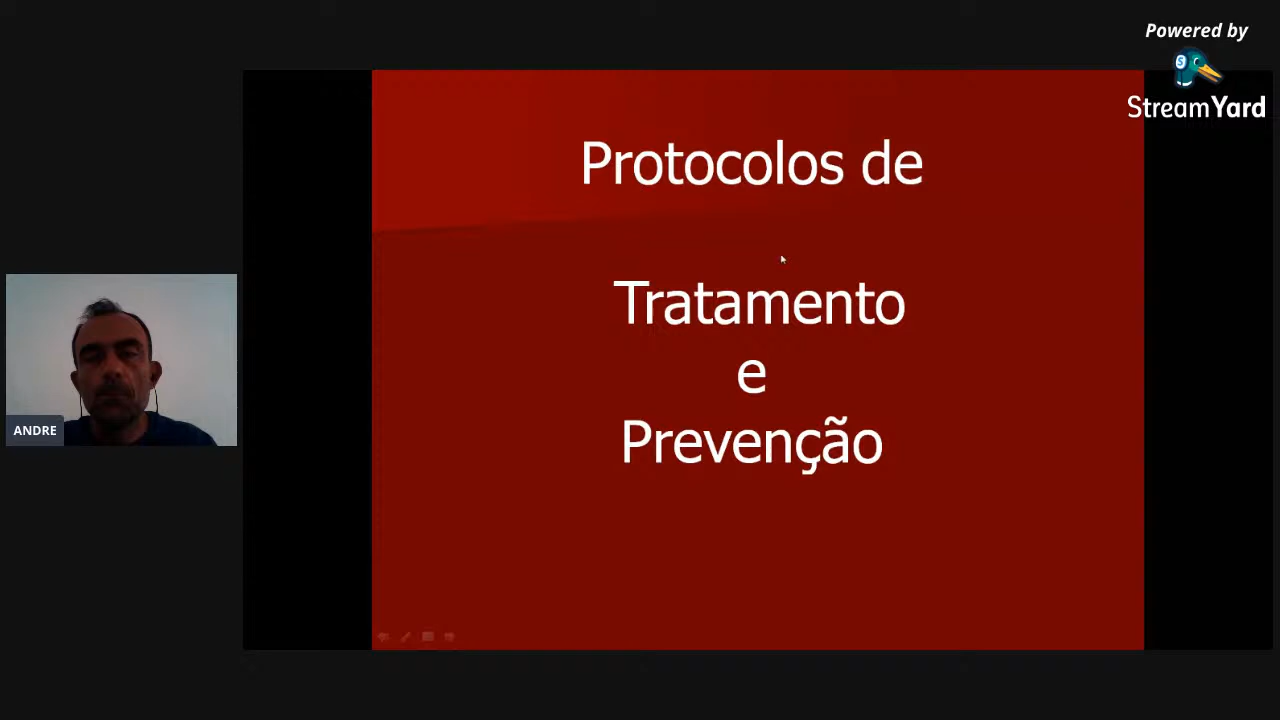 Powered by
StreamYard
Protocolos de
Tratamento
e
Prevenção
ANDRE